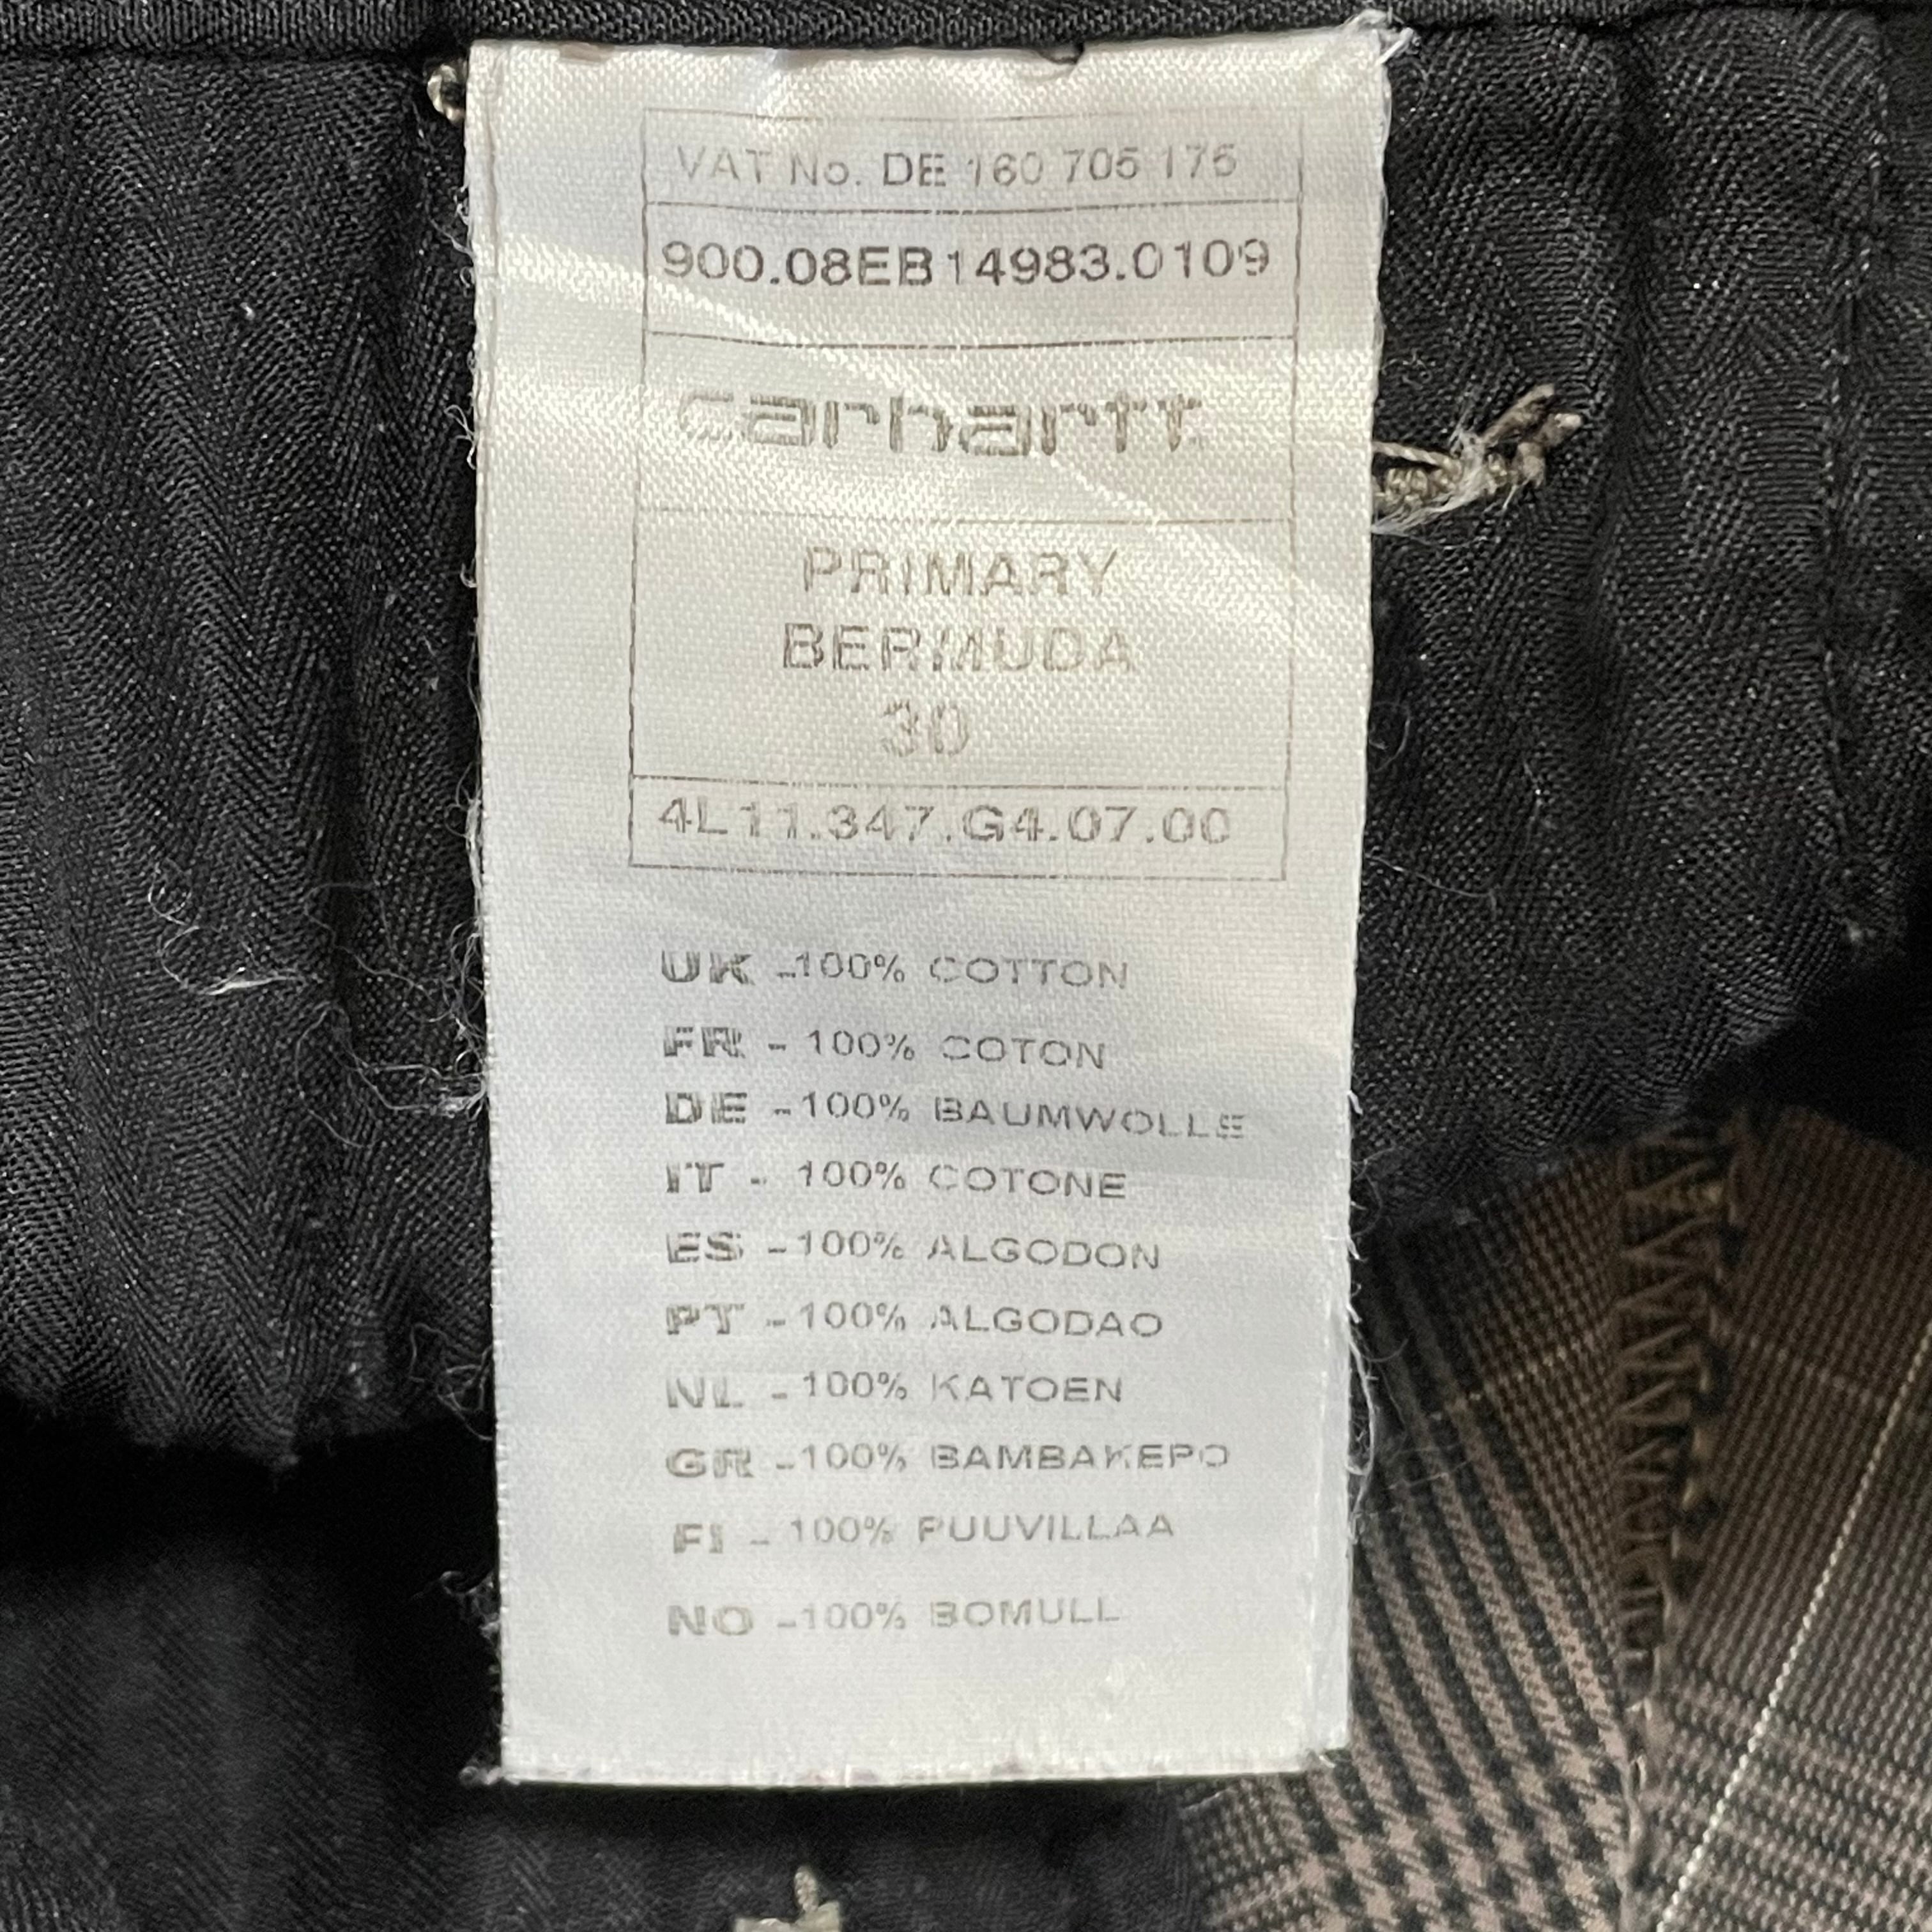 VAT No. DE 160 705 175
900.08EB14983.0109
carhartt
PRIMARY
BERMUDA
30
4L11.347.G4.07.00
UK - 100% COTTON
FR - 100% COTON
DE - 100% BAUMWOLLE
IT - 100% COTONE
ES - 100% ALGODON
PT - 100% ALGODAO
NL - 100% KATOEN
GR - 100% BAMBAKEPO
FI - 100% PUUVILLAA
NO - 100% BOMULL